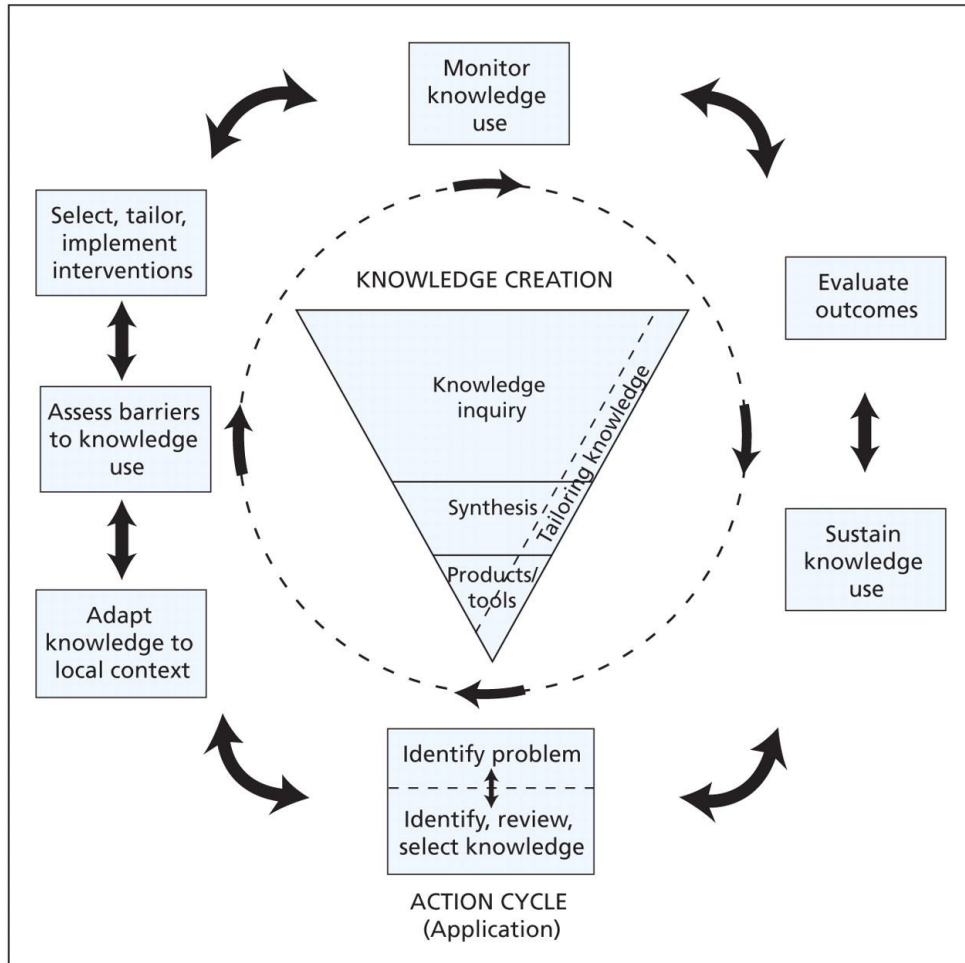 Monitor
knowledge
use
Select, tailor,
implement
interventions
Evaluate
outcomes
KNOWLEDGE CREATION
Knowledge
inquiry
Tailoring knowledge
Assess barriers
to knowledge
use
Synthesis
Sustain
knowledge
use
Products/
tools
Adapt
knowledge to
local context
Identify problem
Identify, review,
select knowledge
ACTION CYCLE
(Application)